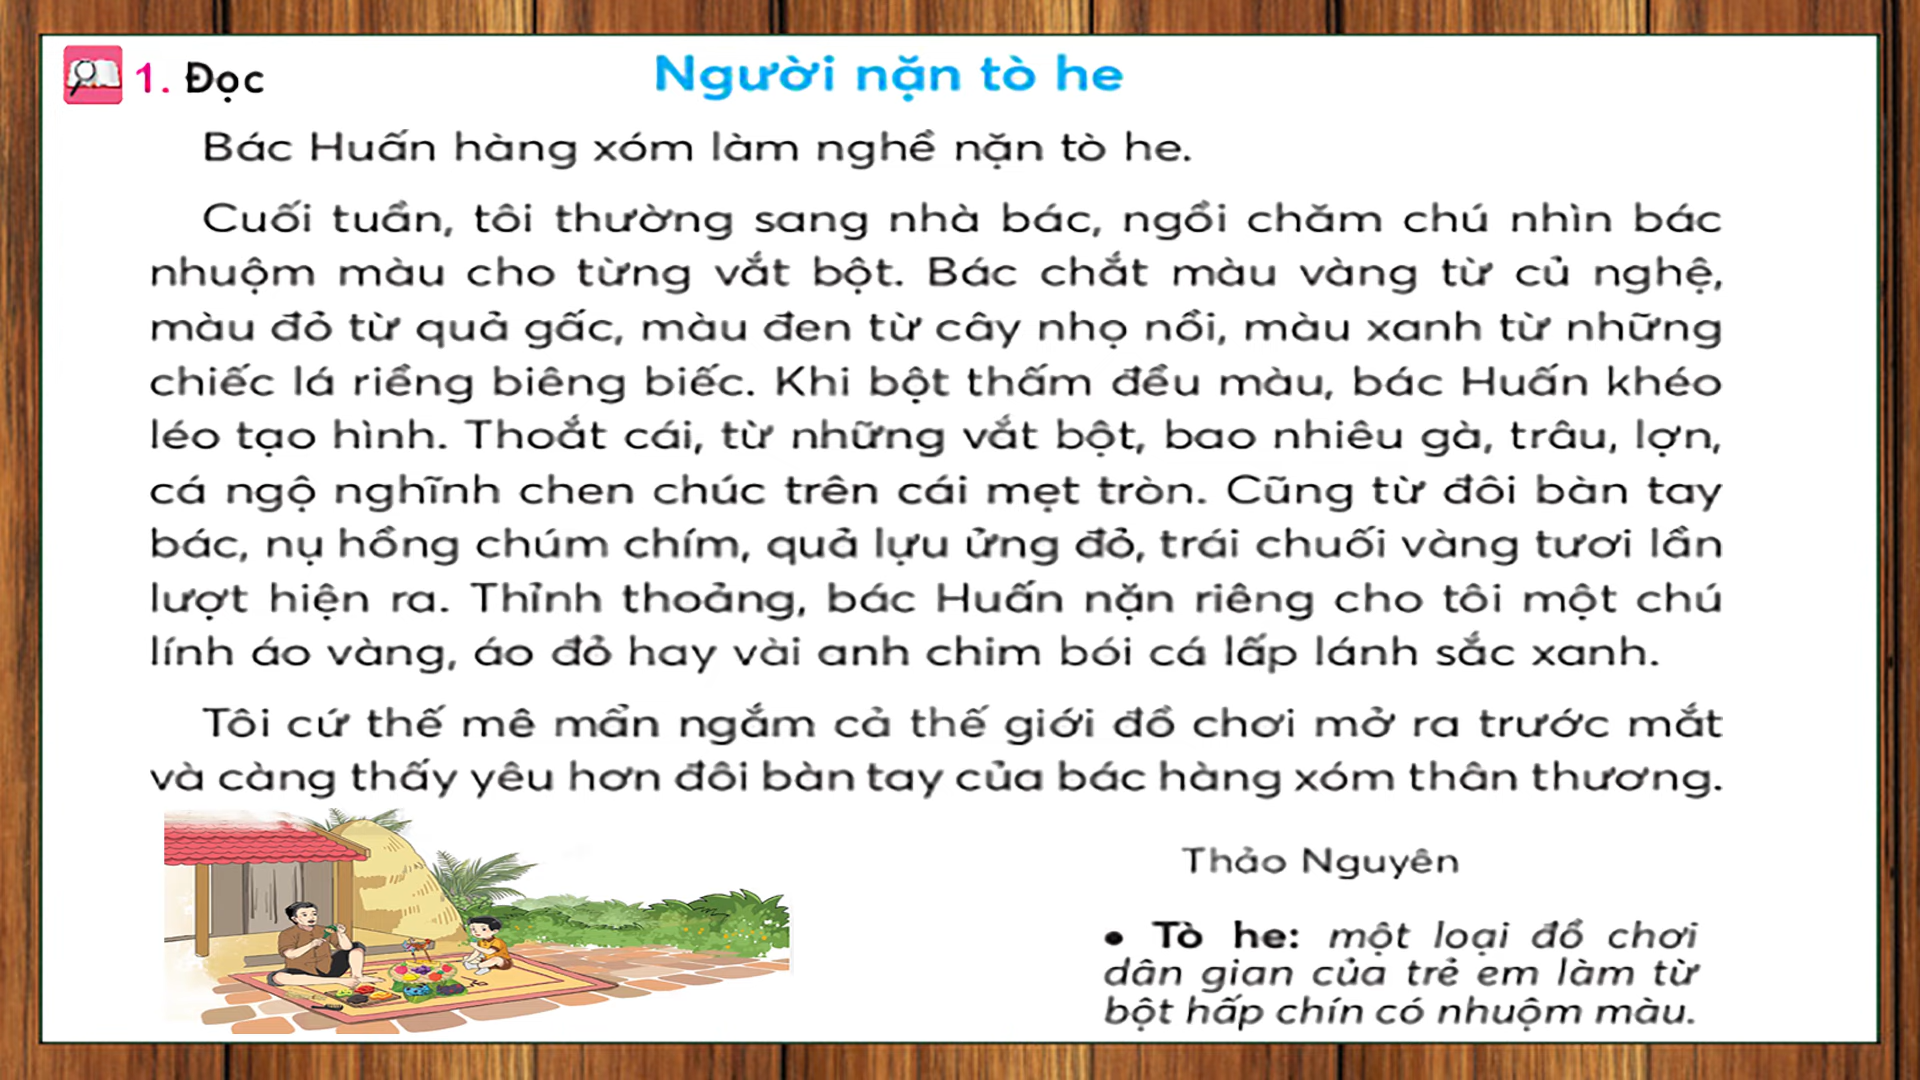 1. Đọc
Người nặn tò he
Bác Huấn hàng xóm làm nghề nặn tò he.
Cuối tuần, tôi thường sang nhà bác, ngồi chăm chú nhìn bác
nhuộm màu cho từng vắt bột. Bác chắt màu vàng từ củ nghệ,
màu đỏ từ quả gấc, màu đen từ cây nhọ nồi, màu xanh từ những
chiếc lá riềng biêng biếc. Khi bột thấm đều màu, bác Huấn khéo
léo tạo hình. Thoắt cái, từ những vắt bột, bao nhiêu gà, trâu, lợn,
cá ngộ nghĩnh chen chúc trên cái mẹt tròn. Cũng từ đôi bàn tay
bác, nụ hồng chúm chím, quả lựu ửng đỏ, trái chuối vàng tươi lần
lượt hiện ra. Thỉnh thoảng, bác Huấn nặn riêng cho tôi một chú
lính áo vàng, áo đỏ hay vài anh chim bói cá lấp lánh sắc xanh.
Tôi cứ thế mê mẩn ngắm cả thế giới đồ chơi mở ra trước mắt
và càng thấy yêu hơn đôi bàn tay của bác hàng xóm thân thương.
Thảo Nguyên
• Tò he: một loại đồ chơi
dân gian của trẻ em làm từ
bột hấp chín có nhuộm màu.